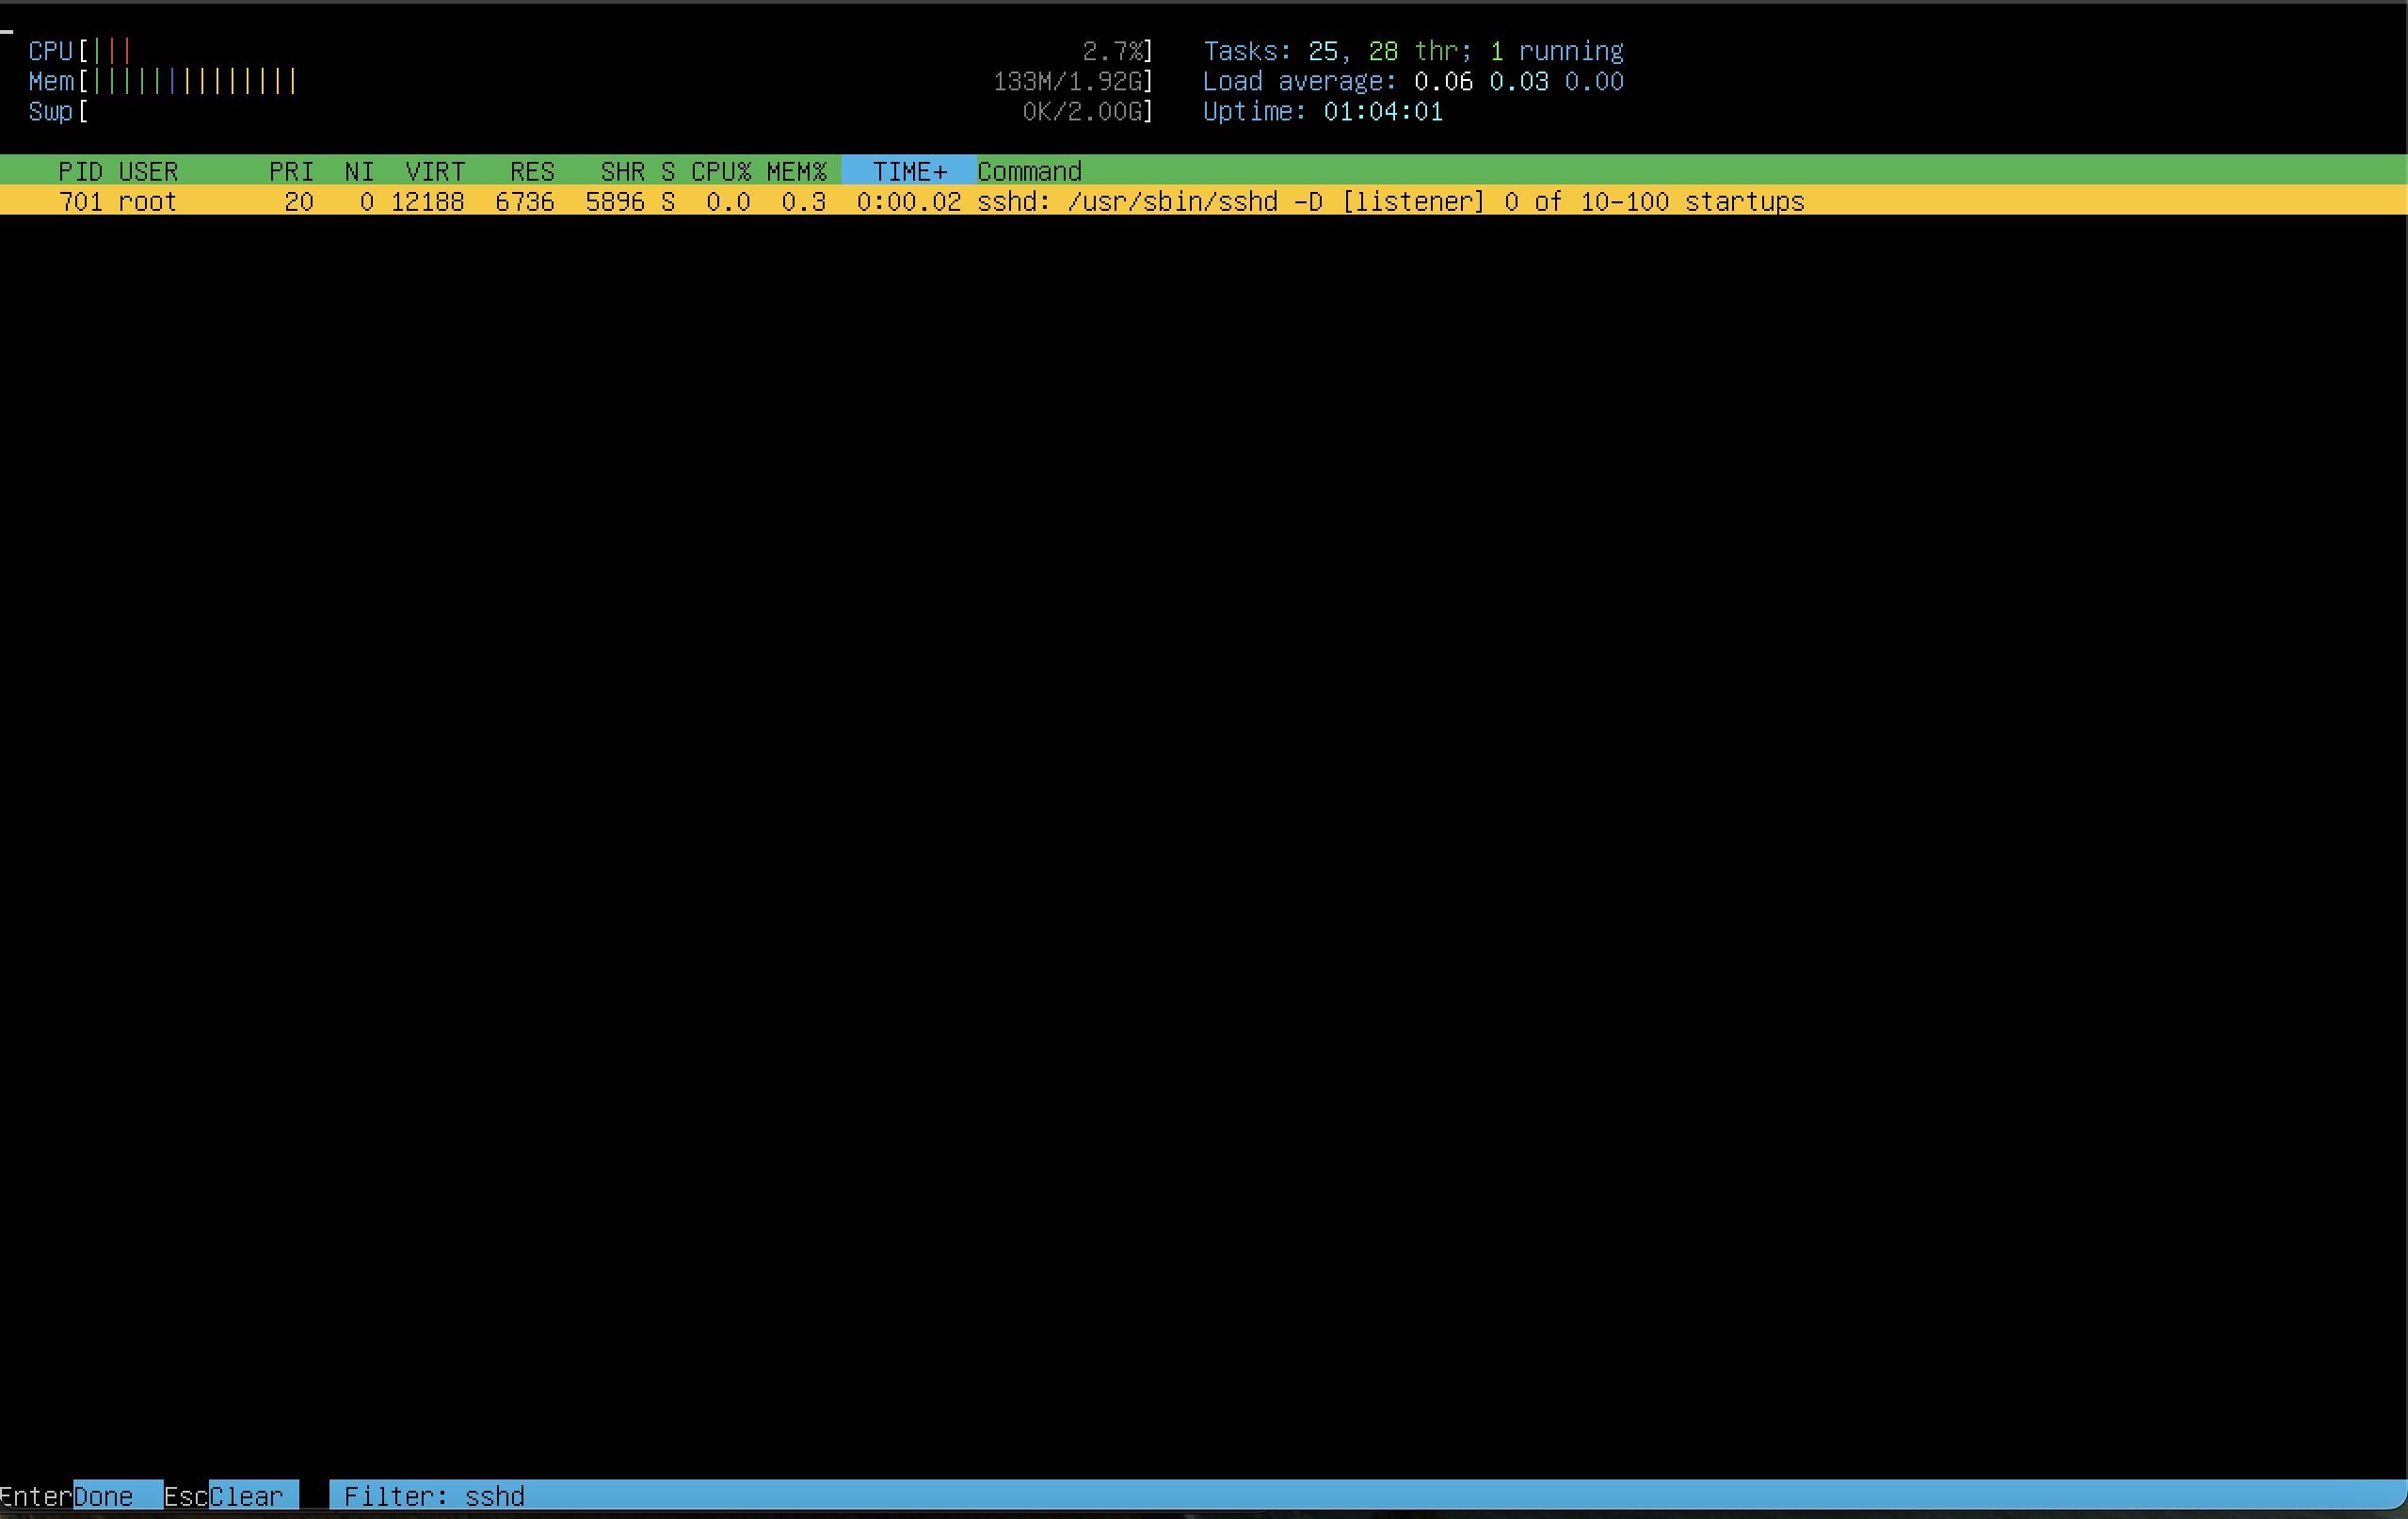 CPU[||| 2.7%] Tasks: 25, 28 thr; 1 running
Mem[|||||||||||||| 133M/1.92G] Load average: 0.06 0.03 0.00
Swp[ 0K/2.00G] Uptime: 01:04:01
PID USER PRI NI VIRT RES SHR S CPU% MEM% TIME+ Command
701 root 20 0 12188 6736 5896 S 0.0 0.3 0:00.02 sshd: /usr/sbin/sshd -D [listener] 0 of 10-100 startups
EnterDone EscClear Filter: sshd